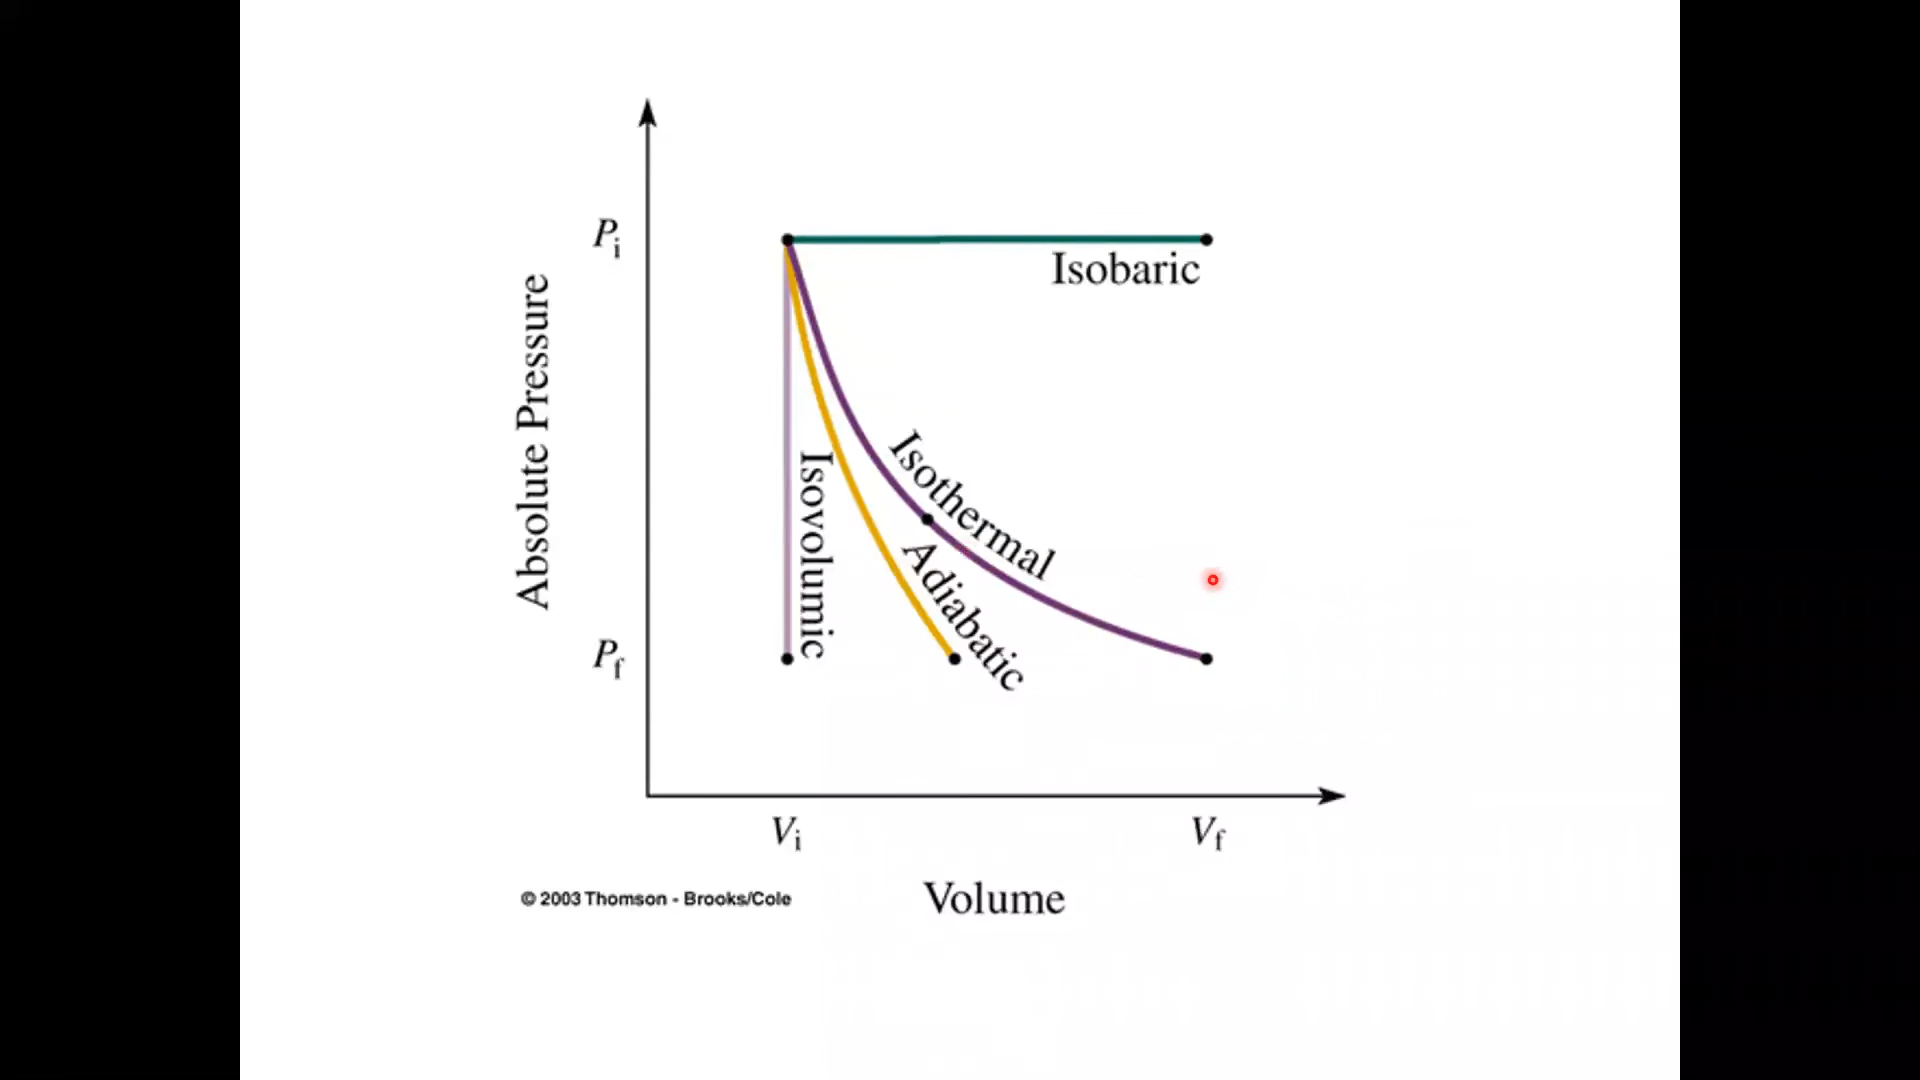 Absolute Pressure
Pi
Isobaric
Isothermal
Isovolumic
Adiabatic
Pf
Vi
Vf
© 2003 Thomson - Brooks/Cole
Volume